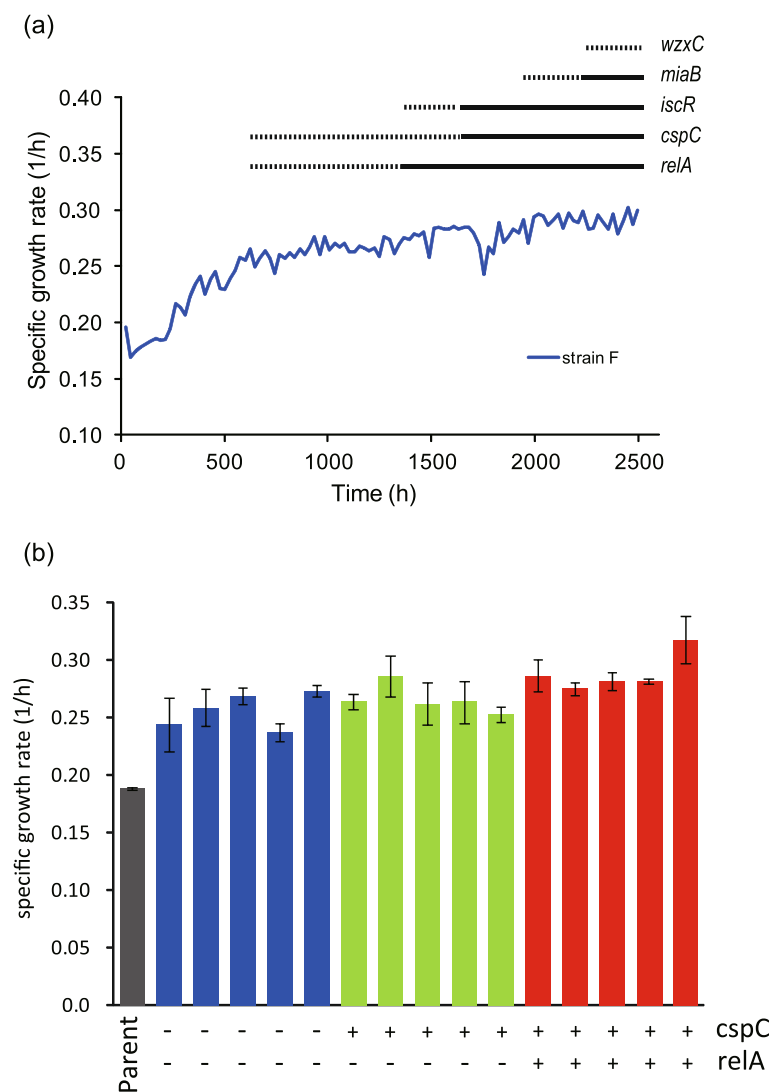 (a)
wzxC
miaB
iscR
cspC
relA
0.40
0.35
0.30
0.25
0.20
0.15
0.10
Specific growth rate (1/h)
strain F
0 500 1000 1500 2000 2500
Time (h)
(b)
0.35
0.30
0.25
0.20
0.15
0.10
0.05
0.0
specific growth rate (1/h)
Parent
- - - - - + + + + + + + + + + cspC
- - - - - - - - - - + + + + + relA